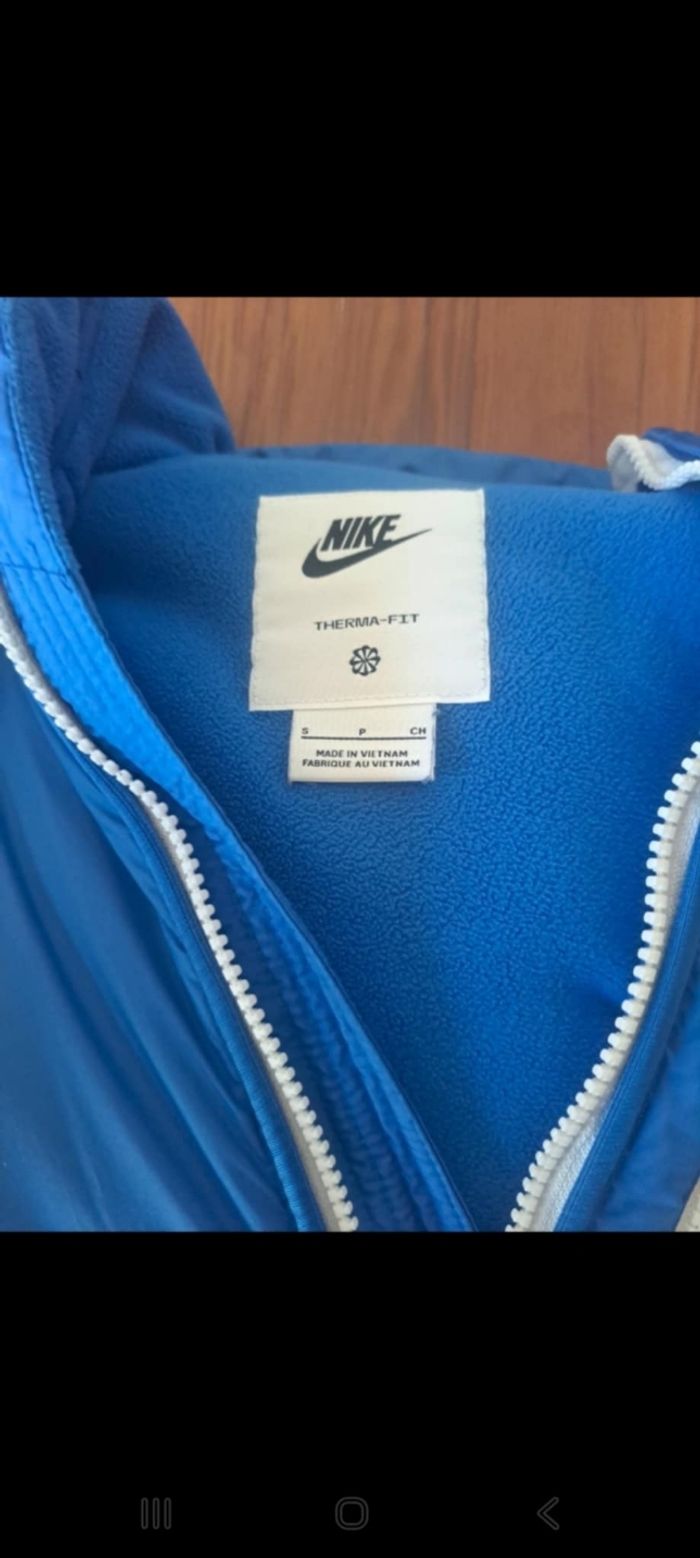 NIKE
THERMA-FIT
S P CH
MADE IN VIETNAM
FABRIQUE AU VIETNAM